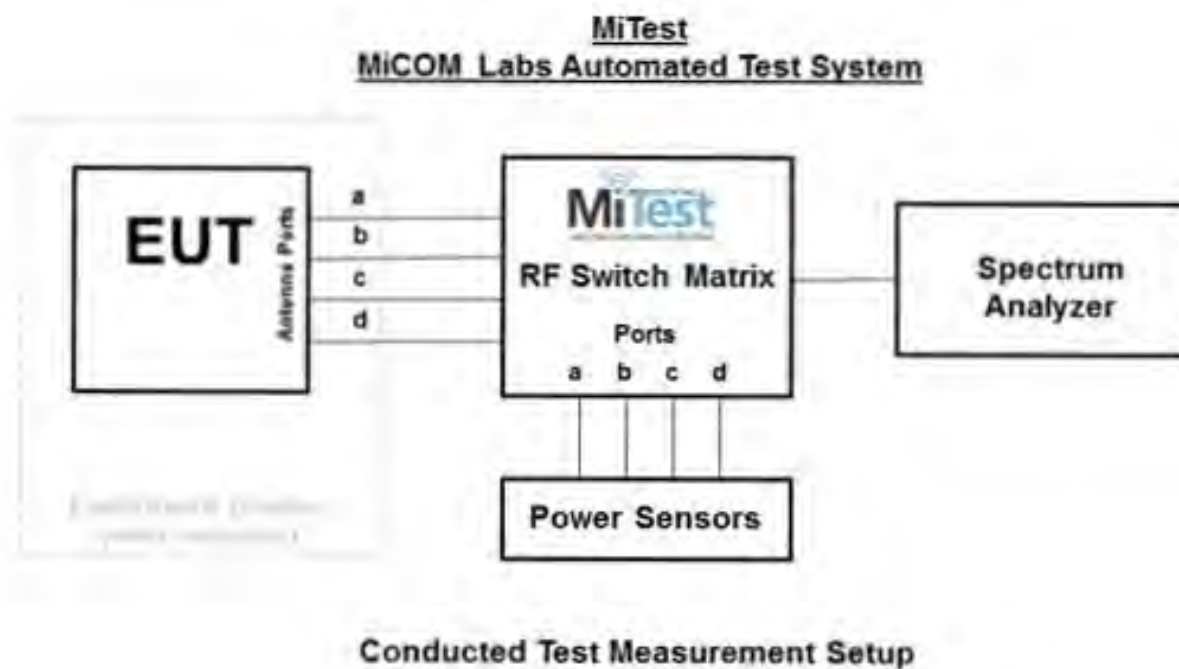 MiTest
MiCOM Labs Automated Test System
EUT
Antenna Ports
a
b
c
d
MiTest
RF Switch Matrix
Ports
a b c d
Spectrum
Analyzer
Power Sensors
Conducted Test Measurement Setup